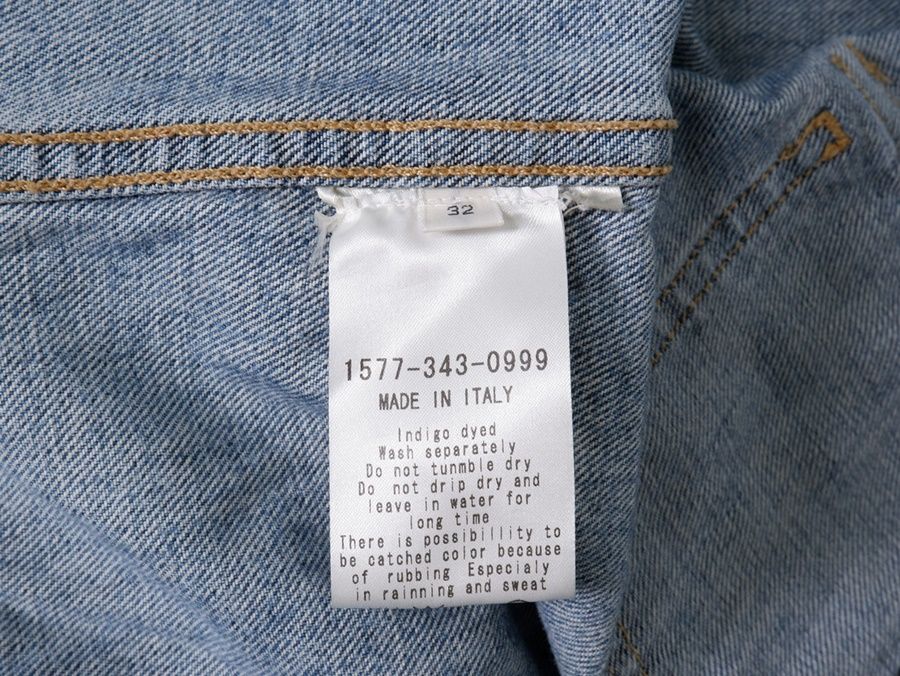 32
1577-343-0999
MADE IN ITALY
Indigo dyed
Wash separately
Do not tunmble dry
Do not drip dry and
leave in water for
long time
There is possibillity to
be catched color because
of rubbing Especialy
in rainning and sweat